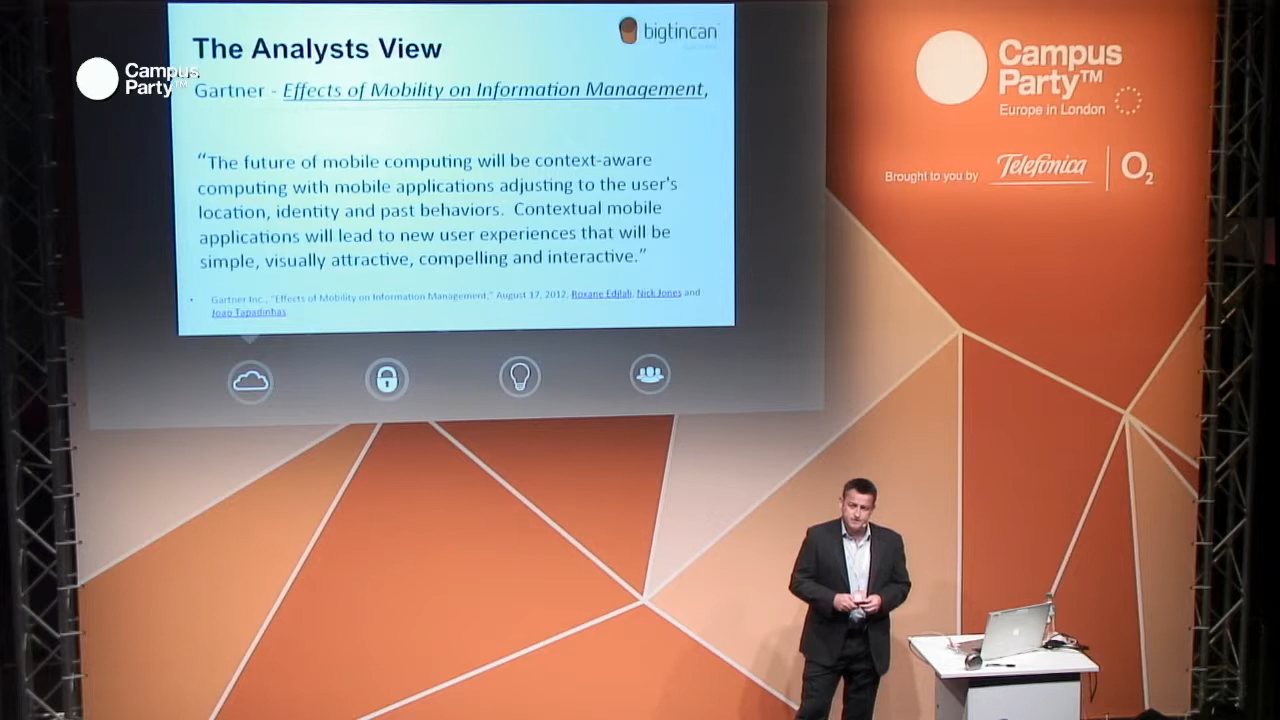 The Analysts View
bigtincan
Gartner - Effects of Mobility on Information Management,
“The future of mobile computing will be context-aware
computing with mobile applications adjusting to the user's
location, identity and past behaviors.  Contextual mobile
applications will lead to new user experiences that will be
simple, visually attractive, compelling and interactive.”
• Gartner Inc., "Effects of Mobility on Information Management," August 17, 2012, Roxane Edjlali, Nick Jones and
Joao Tapadinhas
Campus
Party™
Campus
Party™
Europe in London
Brought to you by Telefónica O2